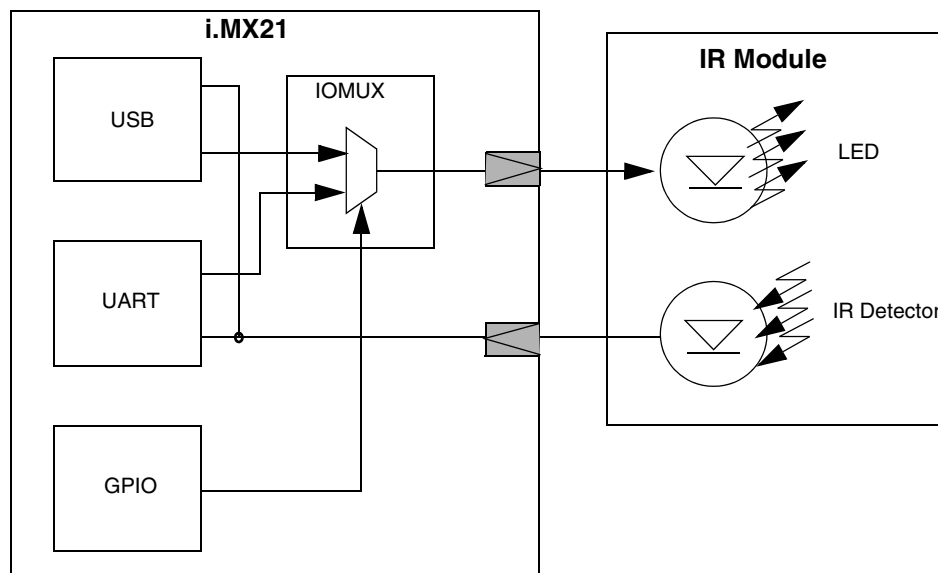 i.MX21
IR Module
USB
IOMUX
LED
UART
IR Detector
GPIO